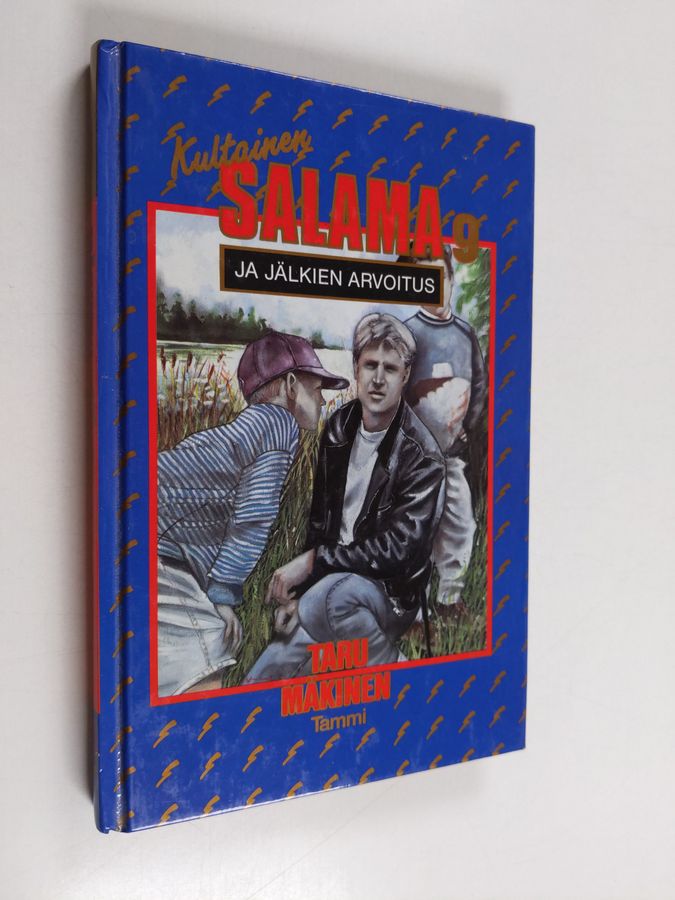 Kultainen
SALAMA 9
JA JÄLKIEN ARVOITUS
TARU
MÄKINEN
Tammi